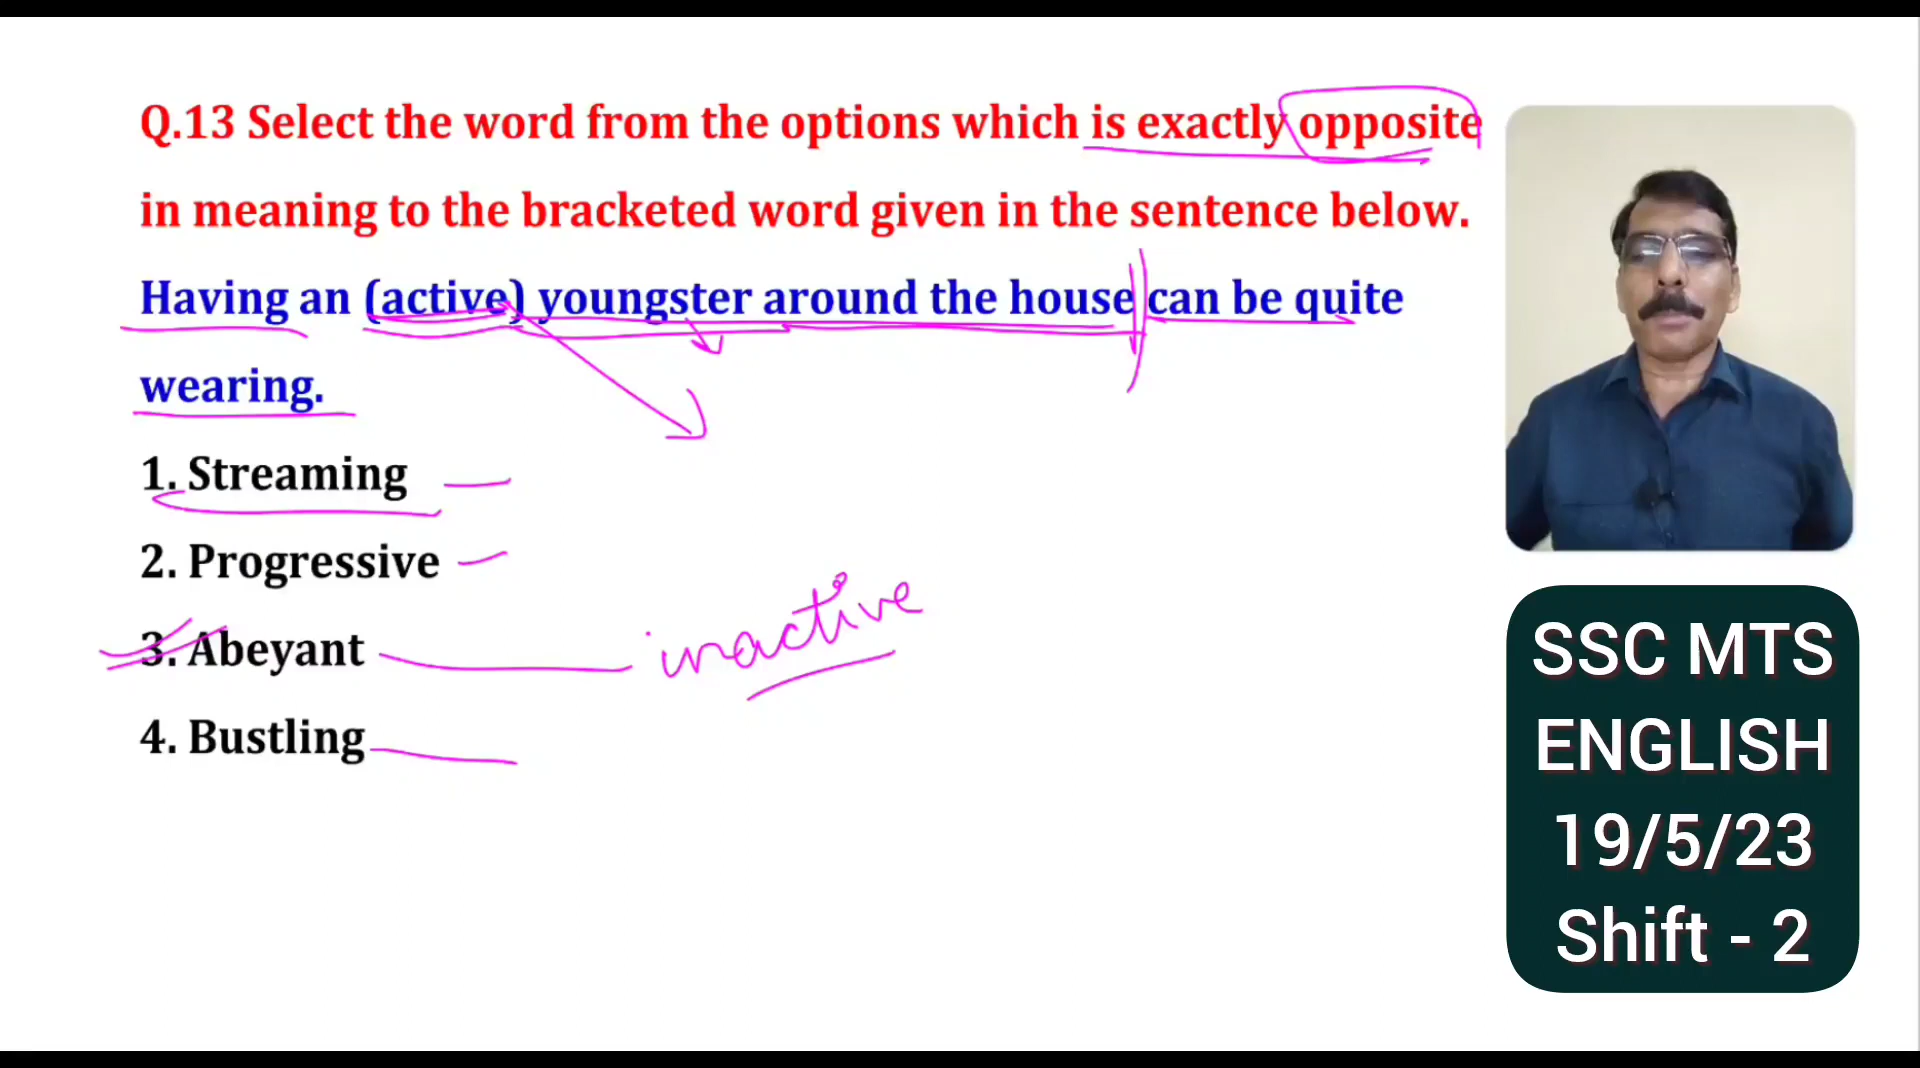 Q.13 Select the word from the options which is exactly opposite
in meaning to the bracketed word given in the sentence below.
Having an (active) youngster around the house can be quite
wearing.
1. Streaming
2. Progressive
3. Abeyant
inactive
4. Bustling
SSC MTS
ENGLISH
19/5/23
Shift - 2